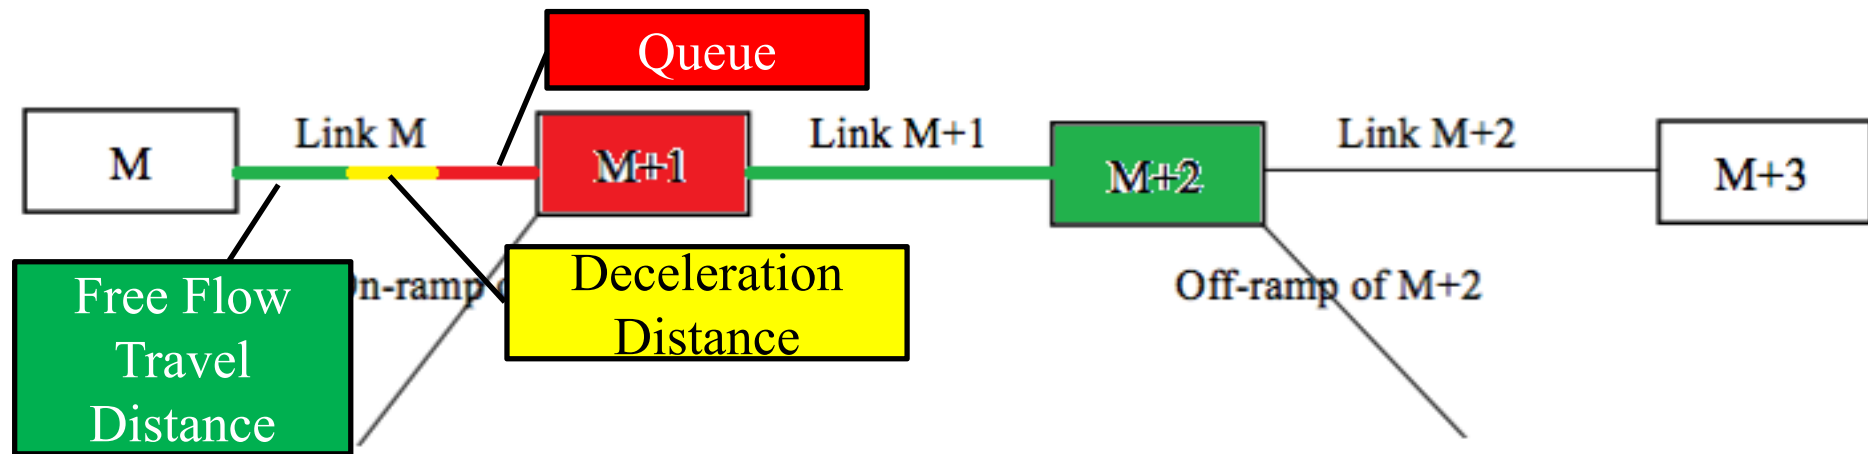 Queue
M
Link M
M+1
Link M+1
M+2
Link M+2
M+3
Free Flow
Travel
Distance
n-ramp
Deceleration
Distance
Off-ramp of M+2